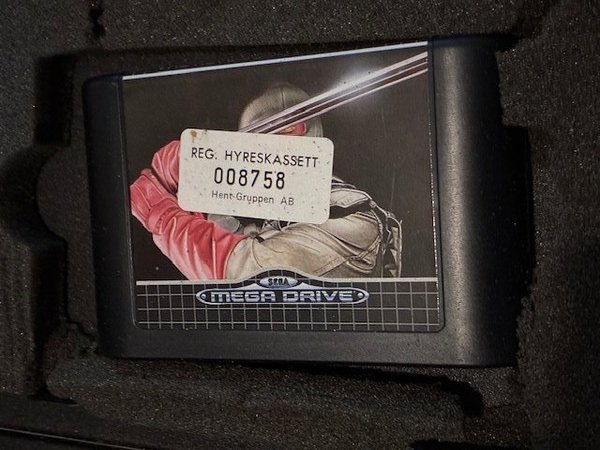 REG. HYRESKASSETT
008758
Hent-Gruppen AB
SEGA
MEGA DRIVE